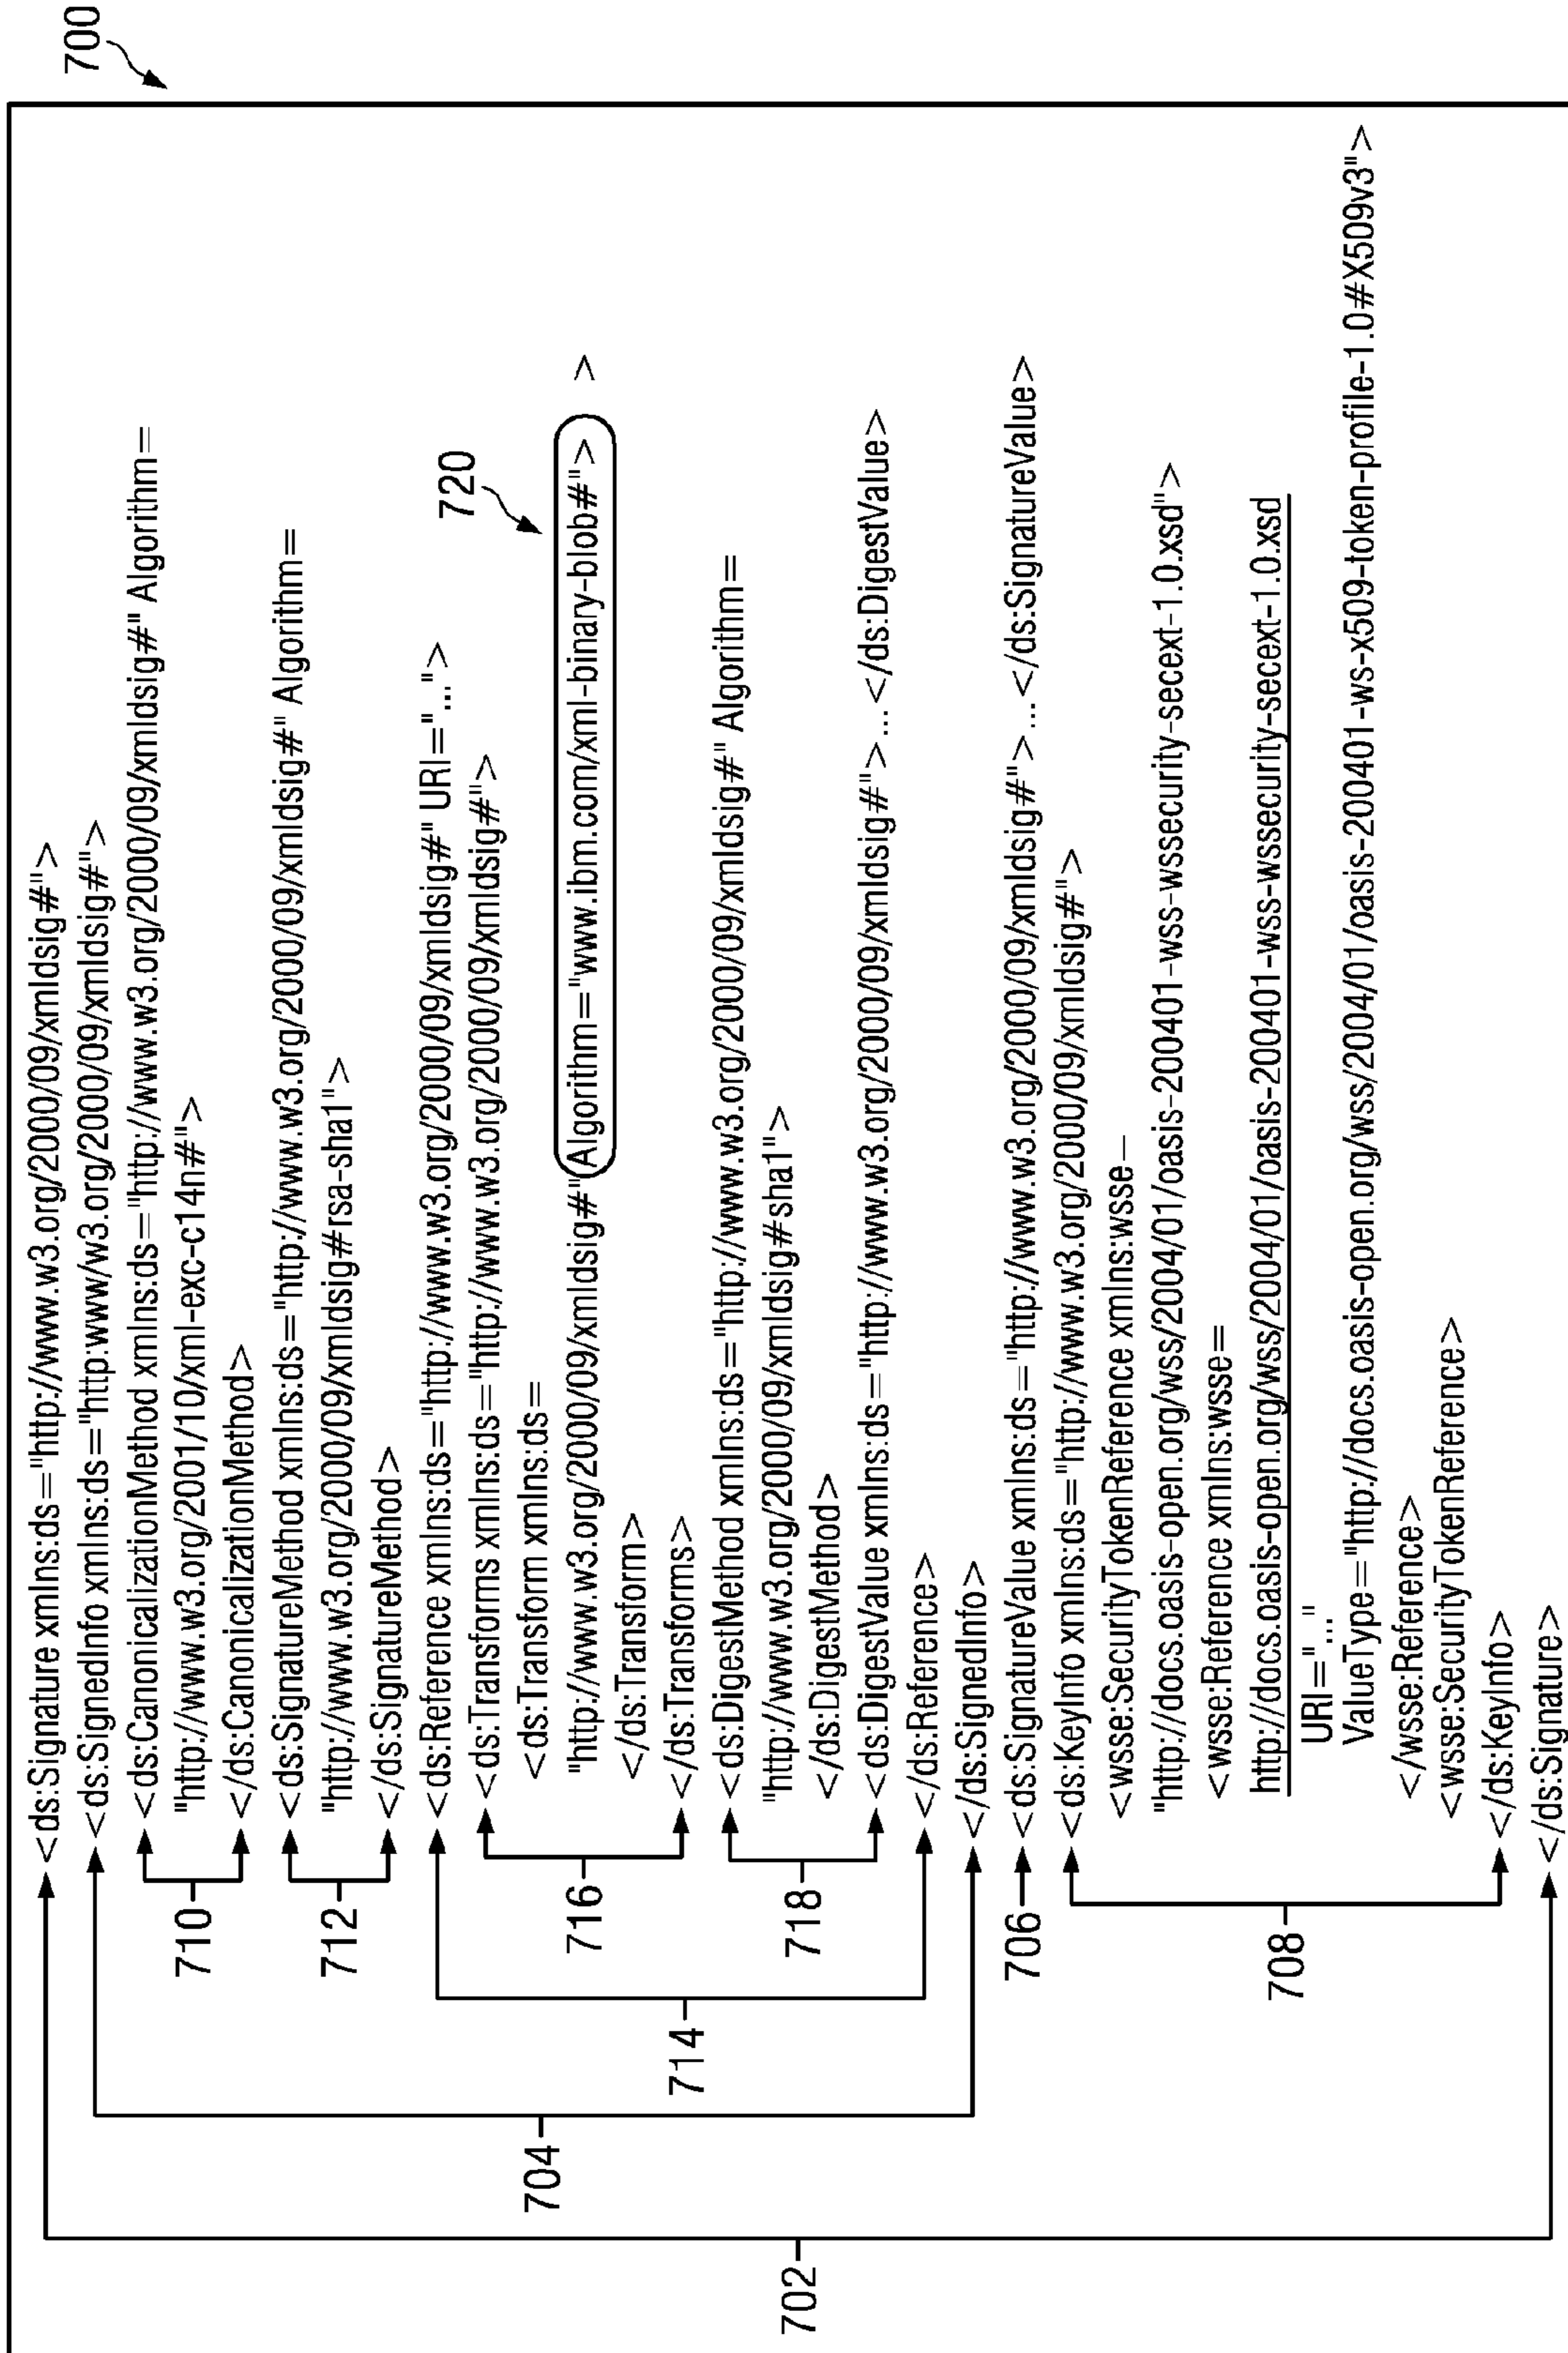 700
<ds:Signature xmlns:ds="http://www.w3.org/2000/09/xmldsig#">
<ds:SignedInfo xmlns:ds="http:www/w3.org/2000/09/xmldsig#">
<ds:CanonicalizationMethod xmlns:ds="http://www.w3.org/2000/09/xmldsig#" Algorithm=
"http://www.w3.org/2001/10/xml-exc-c14n#">
</ds:CanonicalizationMethod>
<ds:SignatureMethod xmlns:ds="http://www.w3.org/2000/09/xmldsig#" Algorithm=
"http://www.w3.org/2000/09/xmldsig#rsa-sha1">
</ds:SignatureMethod>
<ds:Reference xmlns:ds="http://www.w3.org/2000/09/xmldsig#" URI="...">
<ds:Transforms xmlns:ds="http://www.w3.org/2000/09/xmldsig#">
<ds:Transform xmlns:ds=
"http://www.w3.org/2000/09/xmldsig#" Algorithm="www.ibm.com/xml-binary-blob#"> >
</ds:Transform>
</ds:Transforms>
<ds:DigestMethod xmlns:ds="http://www.w3.org/2000/09/xmldsig#" Algorithm=
"http://www.w3.org/2000/09/xmldsig#sha1">
</ds:DigestMethod>
<ds:DigestValue xmlns:ds="http://www.w3.org/2000/09/xmldsig#">...</ds:DigestValue>
</ds:Reference>
</ds:SignedInfo>
<ds:SignatureValue xmlns:ds="http://www.w3.org/2000/09/xmldsig#">...</ds:SignatureValue>
<ds:KeyInfo xmlns:ds="http://www.w3.org/2000/09/xmldsig#">
<wsse:SecurityTokenReference xmlns:wsse—
"http://docs.oasis-open.org/wss/2004/01/oasis-200401-wss-wssecurity-secext-1.0.xsd">
<wsse:Reference xmlns:wsse=
http://docs.oasis-open.org/wss/2004/01/oasis-200401-wss-wssecurity-secext-1.0.xsd
URI="..."
ValueType="http://docs.oasis-open.org/wss/2004/01/oasis-200401-ws-x509-token-profile-1.0#X509v3">
</wsse:Reference>
<wsse:SecurityTokenReference>
</ds:KeyInfo>
</ds:Signature>
720
710
712
716
718
706
708
714
704
702